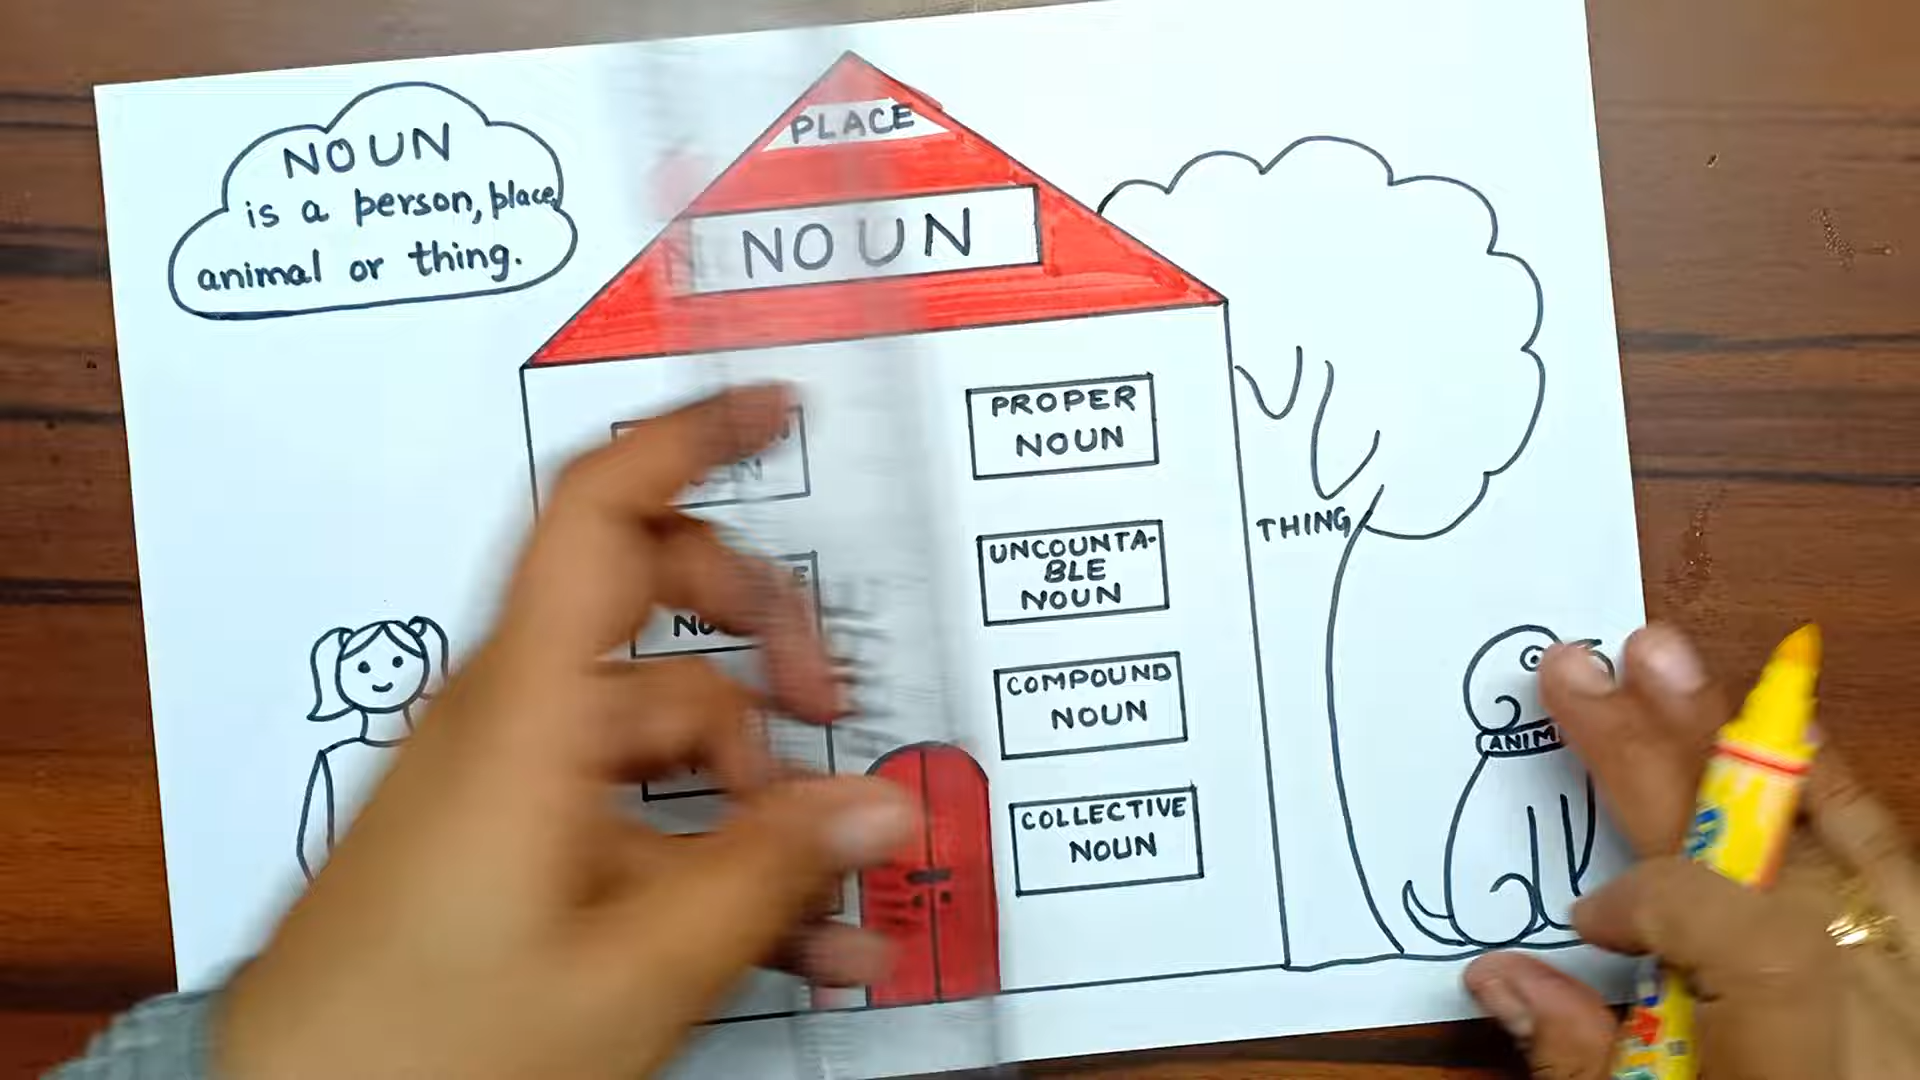 NOUN
is a person, place,
animal or thing.
PLACE
NOUN
PROPER
NOUN
UNCOUNTA-
BLE
NOUN
COMPOUND
NOUN
COLLECTIVE
NOUN
THING